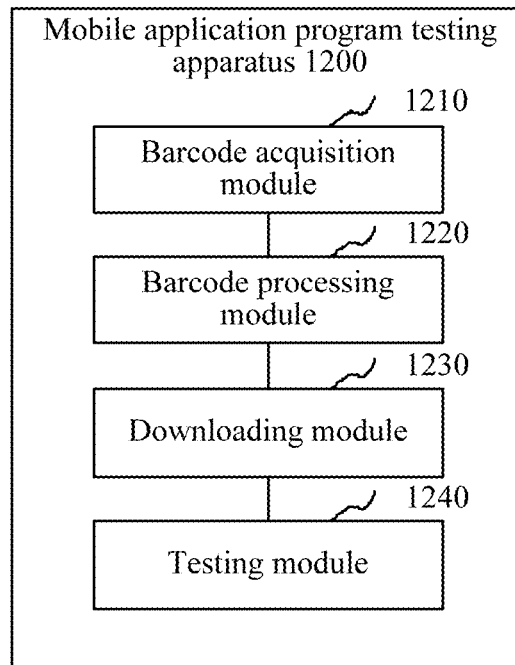 Mobile application program testing
apparatus 1200
1210
Barcode acquisition
module
1220
Barcode processing
module
1230
Downloading module
1240
Testing module